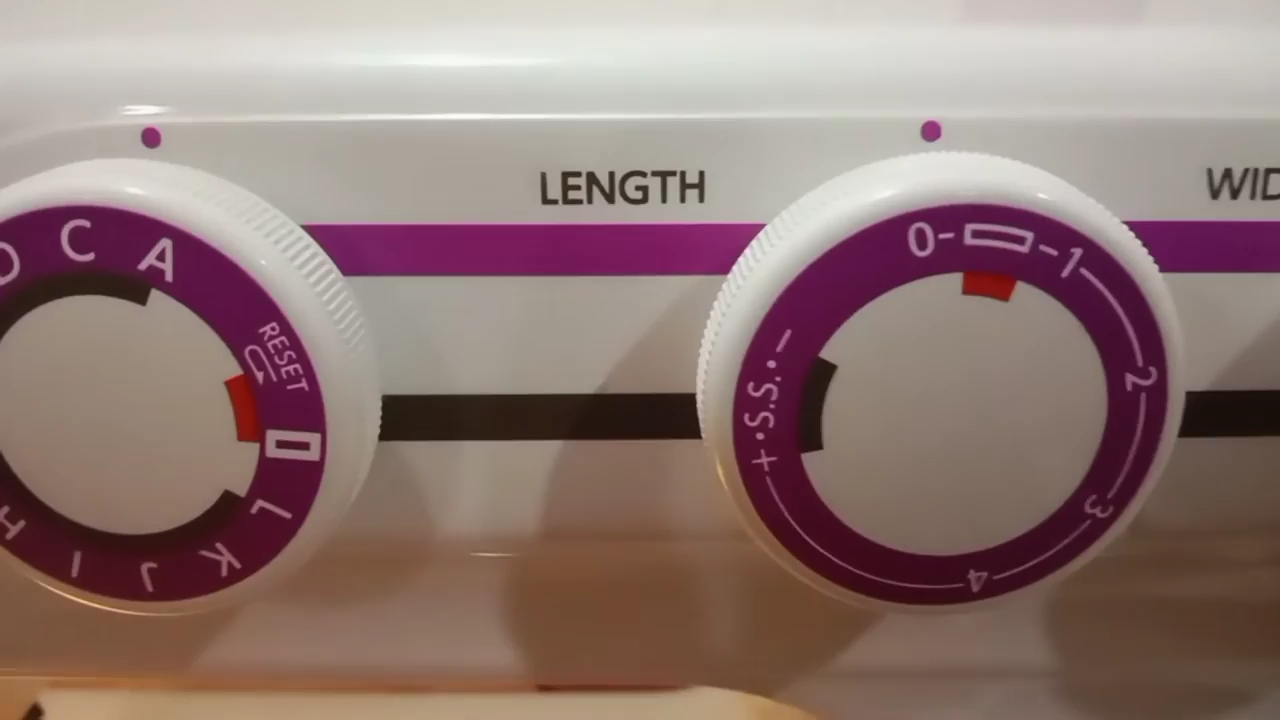 LENGTH
WID
D C A
RESET
L
K
J
I
H
0 1 2 3 4
+ • S.S. • −